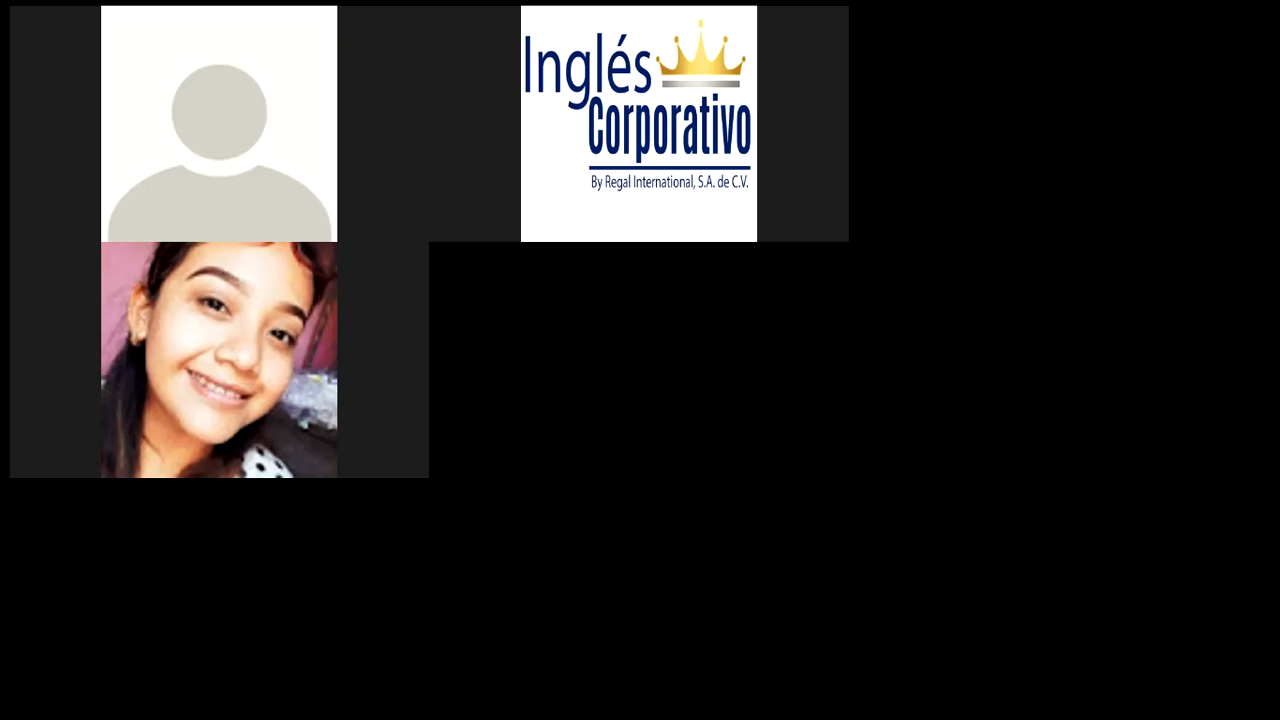 Inglés
Corporativo
By Regal International, S.A. de C.V.